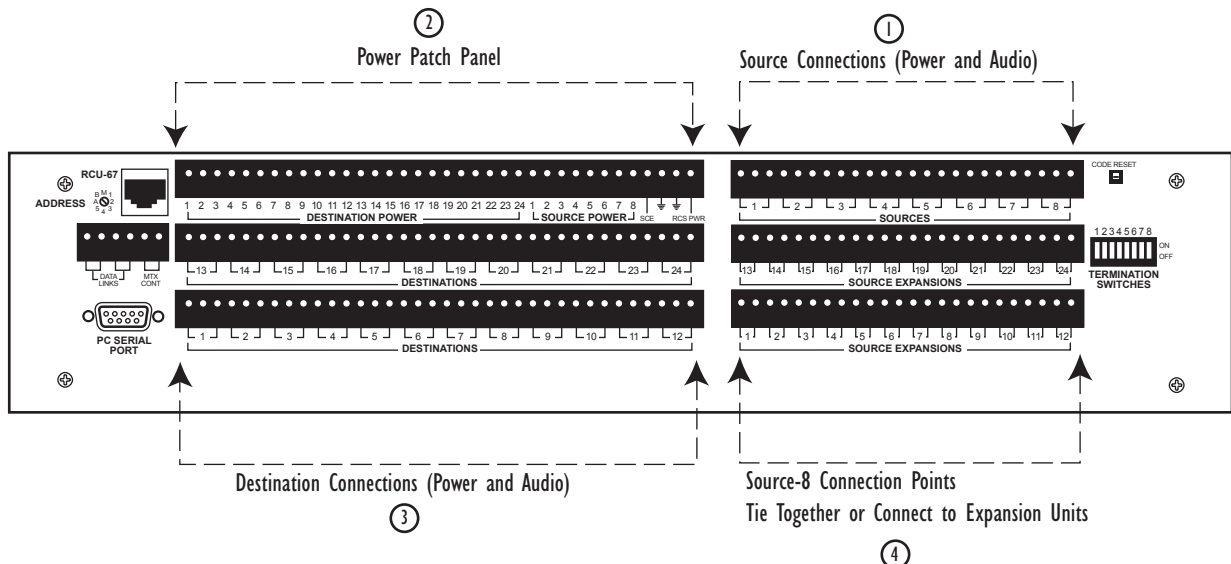 2
Power Patch Panel
1
Source Connections (Power and Audio)
RCU-67
ADDRESS
B M 1
A 2
5 4 3
1 2 3 4 5 6 7 8 9 10 11 12 13 14 15 16 17 18 19 20 21 22 23 24 1 2 3 4 5 6 7 8 SCE RCS PWR
DESTINATION POWER SOURCE POWER
1 2 3 4 5 6 7 8
SOURCES
CODE RESET
DATA LINKS
MTX CONT
13 14 15 16 17 18 19 20 21 22 23 24
DESTINATIONS
13 14 15 16 17 18 19 20 21 22 23 24
SOURCE EXPANSIONS
1 2 3 4 5 6 7 8
ON
OFF
TERMINATION
SWITCHES
PC SERIAL
PORT
1 2 3 4 5 6 7 8 9 10 11 12
DESTINATIONS
1 2 3 4 5 6 7 8 9 10 11 12
SOURCE EXPANSIONS
Destination Connections (Power and Audio)
3
Source-8 Connection Points
Tie Together or Connect to Expansion Units
4